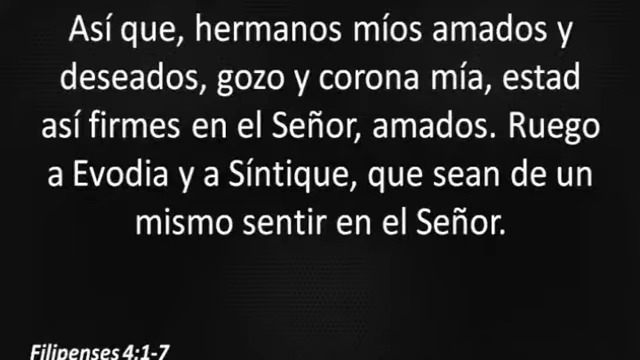 Así que, hermanos míos amados y
deseados, gozo y corona mía, estad
así firmes en el Señor, amados. Ruego
a Evodia y a Síntique, que sean de un
mismo sentir en el Señor.
Filipenses 4:1-7